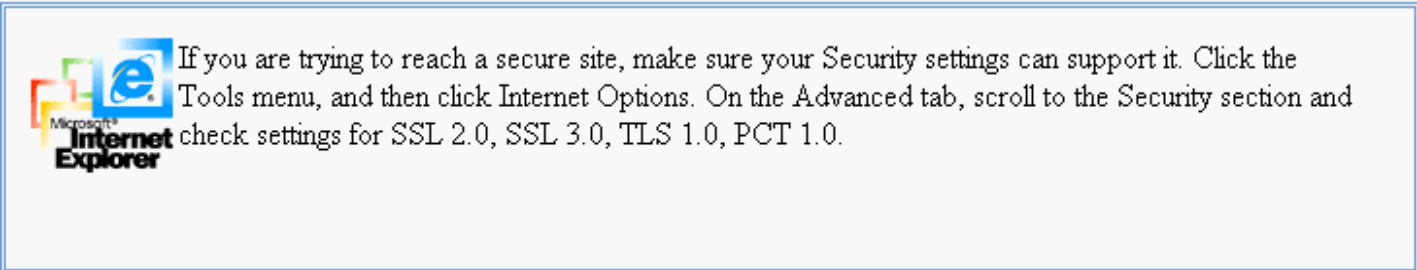 If you are trying to reach a secure site, make sure your Security settings can support it. Click the
Tools menu, and then click Internet Options. On the Advanced tab, scroll to the Security section and
check settings for SSL 2.0, SSL 3.0, TLS 1.0, PCT 1.0.
Microsoft®
Internet
Explorer